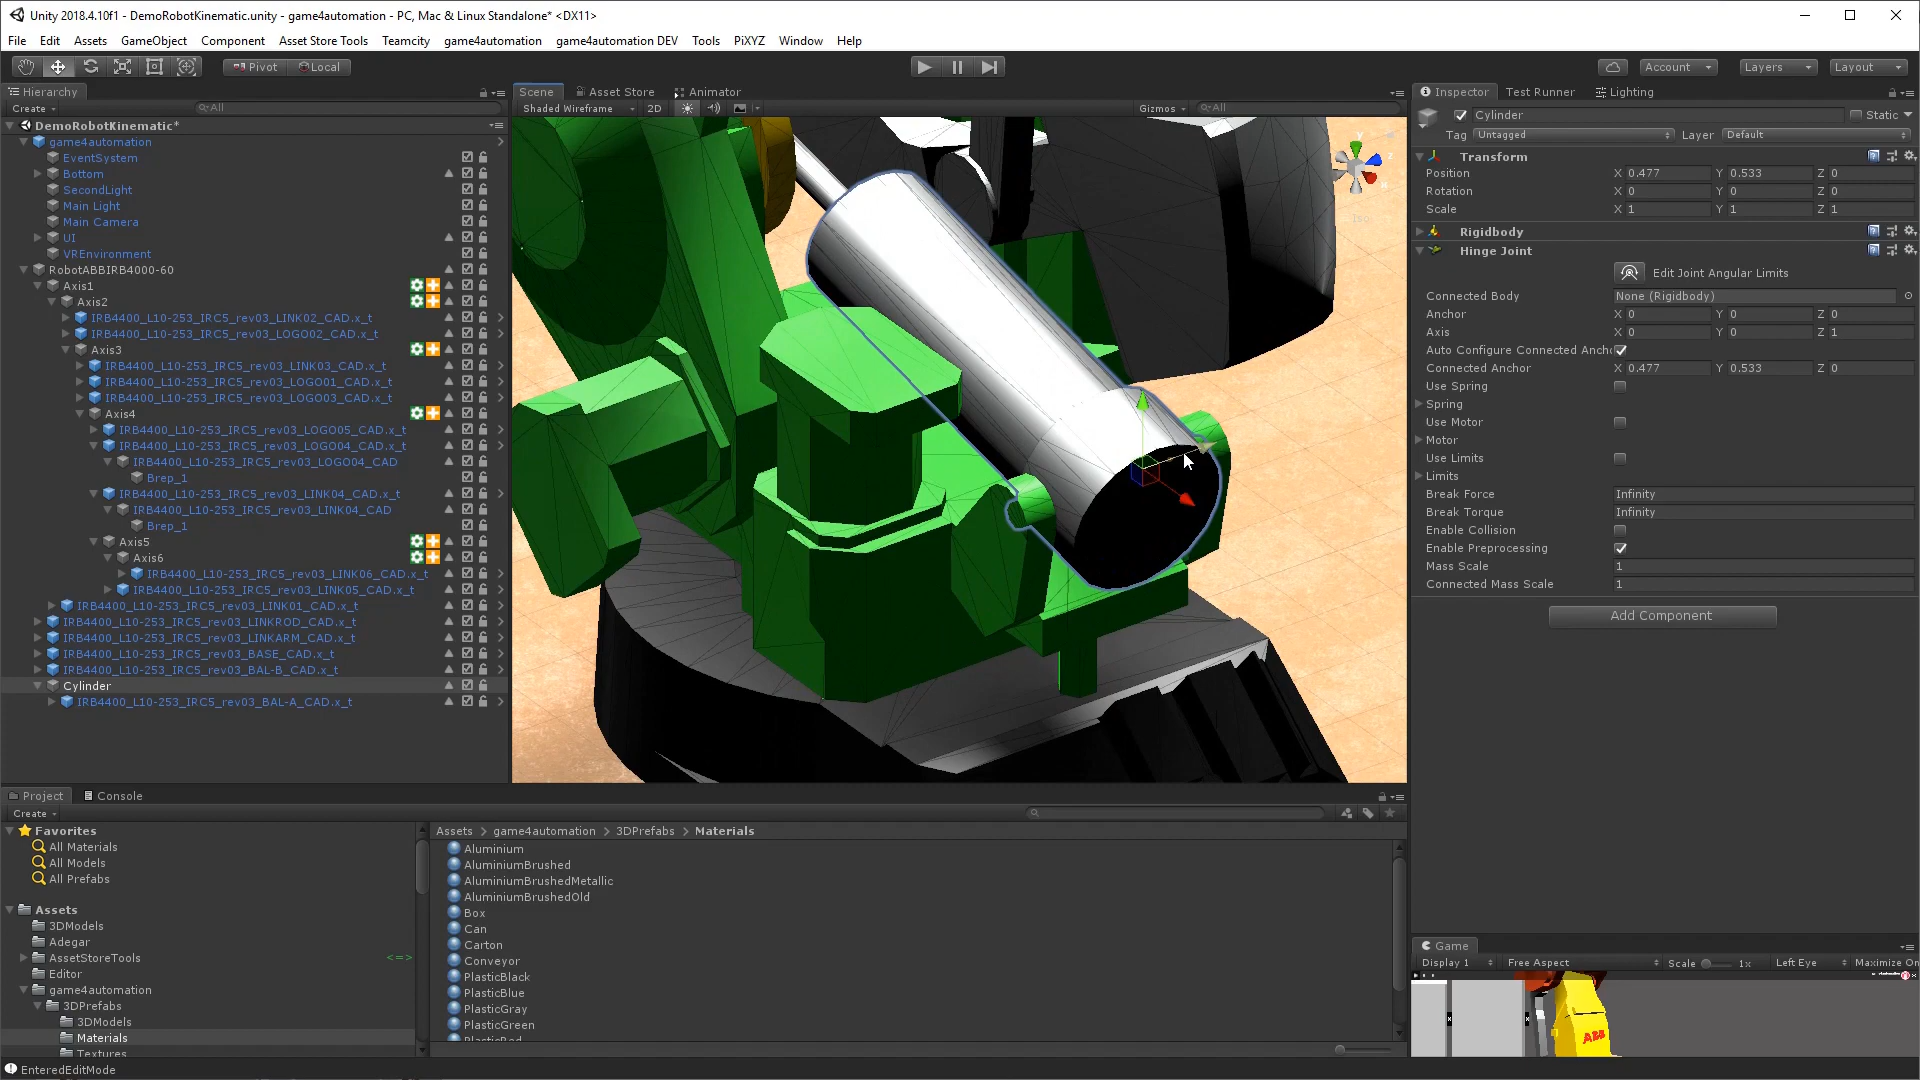 Unity 2018.4.10f1 - DemoRobotKinematic.unity - game4automation - PC, Mac & Linux Standalone* <DX11>
File Edit Assets GameObject Component Asset Store Tools Teamcity game4automation game4automation DEV Tools PiXYZ Window Help
Pivot Local Account Layers Layout
Hierarchy Scene Asset Store Animator Inspector Test Runner Lighting
Create All Shaded Wireframe 2D Gizmos All
Cylinder Static
Tag Untagged Layer Default
DemoRobotKinematic*
game4automation
EventSystem
Bottom
SecondLight
Main Light
Main Camera
UI
VREnvironment
RobotABBIRB4000-60
Axis1
Axis2
IRB4400_L10-253_IRC5_rev03_LINK02_CAD.x_t
IRB4400_L10-253_IRC5_rev03_LOGO02_CAD.x_t
Axis3
IRB4400_L10-253_IRC5_rev03_LINK03_CAD.x_t
IRB4400_L10-253_IRC5_rev03_LOGO01_CAD.x_t
IRB4400_L10-253_IRC5_rev03_LOGO03_CAD.x_t
Axis4
IRB4400_L10-253_IRC5_rev03_LOGO05_CAD.x_t
IRB4400_L10-253_IRC5_rev03_LOGO04_CAD.x_t
IRB4400_L10-253_IRC5_rev03_LOGO04_CAD
Brep_1
IRB4400_L10-253_IRC5_rev03_LINK04_CAD.x_t
IRB4400_L10-253_IRC5_rev03_LINK04_CAD
Brep_1
Axis5
Axis6
IRB4400_L10-253_IRC5_rev03_LINK06_CAD.x_t
IRB4400_L10-253_IRC5_rev03_LINK05_CAD.x_t
IRB4400_L10-253_IRC5_rev03_LINK01_CAD.x_t
IRB4400_L10-253_IRC5_rev03_LINKROD_CAD.x_t
IRB4400_L10-253_IRC5_rev03_LINKARM_CAD.x_t
IRB4400_L10-253_IRC5_rev03_BASE_CAD.x_t
IRB4400_L10-253_IRC5_rev03_BAL-B_CAD.x_t
Cylinder
IRB4400_L10-253_IRC5_rev03_BAL-A_CAD.x_t
Transform
Position X 0.477 Y 0.533 Z 0
Rotation X 0 Y 0 Z 0
Scale X 1 Y 1 Z 1
Rigidbody
Hinge Joint
Edit Joint Angular Limits
Connected Body None (Rigidbody)
Anchor X 0 Y 0 Z 0
Axis X 0 Y 0 Z 1
Auto Configure Connected Ancho
Connected Anchor X 0.477 Y 0.533 Z 0
Use Spring
Spring
Use Motor
Motor
Use Limits
Limits
Break Force Infinity
Break Torque Infinity
Enable Collision
Enable Preprocessing
Mass Scale 1
Connected Mass Scale 1
Add Component
Project Console
Create
Favorites
All Materials
All Models
All Prefabs
Assets
3DModels
Adegar
AssetStoreTools <=>
Editor
game4automation
3DPrefabs
3DModels
Materials
Textures
Assets > game4automation > 3DPrefabs > Materials
Aluminium
AluminiumBrushed
AluminiumBrushedMetallic
AluminiumBrushedOld
Box
Can
Carton
Conveyor
PlasticBlack
PlasticBlue
PlasticGray
PlasticGreen
PlasticRed
Game
Display 1 Free Aspect Scale 1x Left Eye Maximize On
ABB
EnteredEditMode